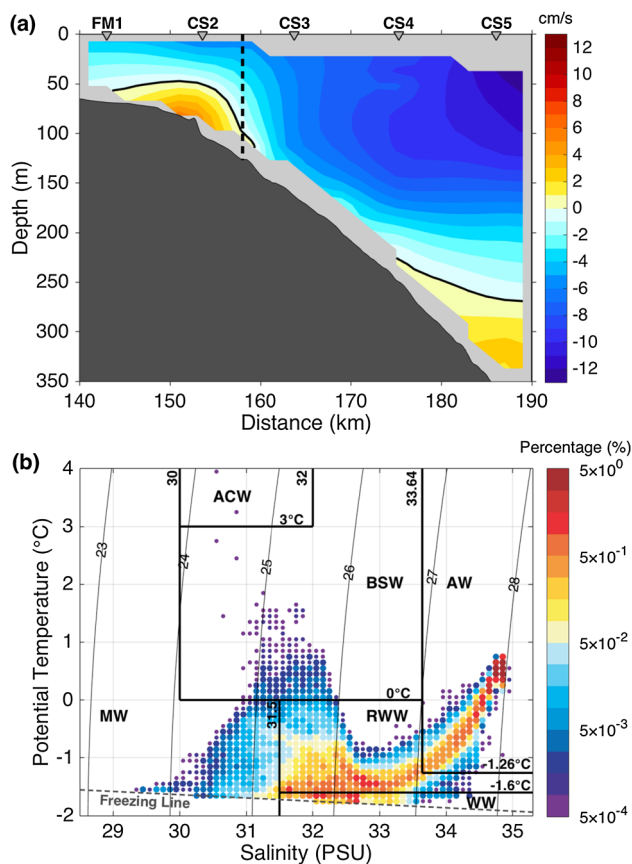 (a)
FM1 CS2 CS3 CS4 CS5
cm/s
0
50
100
150
200
250
300
350
Depth (m)
140 150 160 170 180 190
Distance (km)
12
10
8
6
4
2
0
-2
-4
-6
-8
-10
-12
(b)
Percentage (%)
4
3
2
1
0
-1
-2
Potential Temperature (°C)
30 32 33.64
ACW
3°C
23 24 25 26 27 28
BSW AW
0°C
MW 31.5 RWW
-1.26°C
-1.6°C
WW
Freezing Line
29 30 31 32 33 34 35
Salinity (PSU)
5×10⁰
5×10⁻¹
5×10⁻²
5×10⁻³
5×10⁻⁴